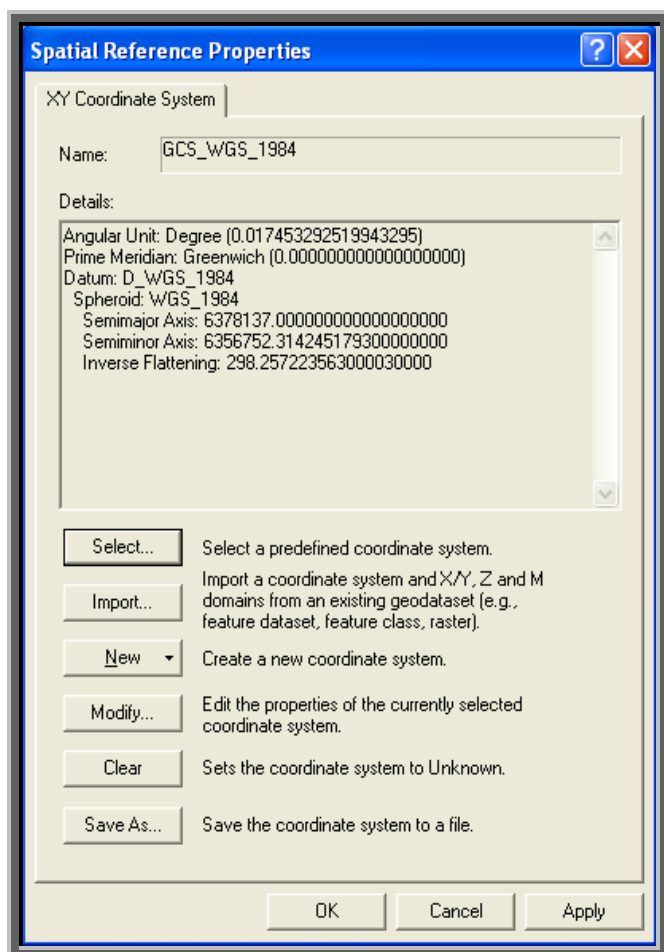 Spatial Reference Properties
XY Coordinate System
Name: GCS_WGS_1984
Details:
Angular Unit: Degree (0.017453292519943295)
Prime Meridian: Greenwich (0.000000000000000000)
Datum: D_WGS_1984
Spheroid: WGS_1984
Semimajor Axis: 6378137.000000000000000000
Semiminor Axis: 6356752.314245179300000000
Inverse Flattening: 298.257223563000030000
Select... Select a predefined coordinate system.
Import... Import a coordinate system and X/Y, Z and M
domains from an existing geodataset (e.g.,
feature dataset, feature class, raster).
New Create a new coordinate system.
Modify... Edit the properties of the currently selected
coordinate system.
Clear Sets the coordinate system to Unknown.
Save As... Save the coordinate system to a file.
OK Cancel Apply